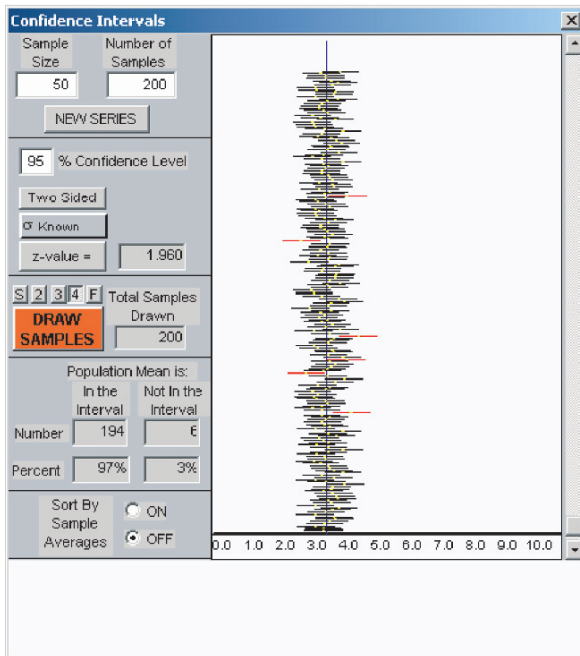 Confidence Intervals
Sample Size
Number of Samples
50
200
NEW SERIES
95 % Confidence Level
Two Sided
σ Known
z-value = 1.960
S 2 3 4 F
DRAW SAMPLES
Total Samples Drawn
200
Population Mean is:
In the Interval
Not In the Interval
Number 194 6
Percent 97% 3%
Sort By Sample Averages
ON
OFF
0.0 1.0 2.0 3.0 4.0 5.0 6.0 7.0 8.0 9.0 10.0